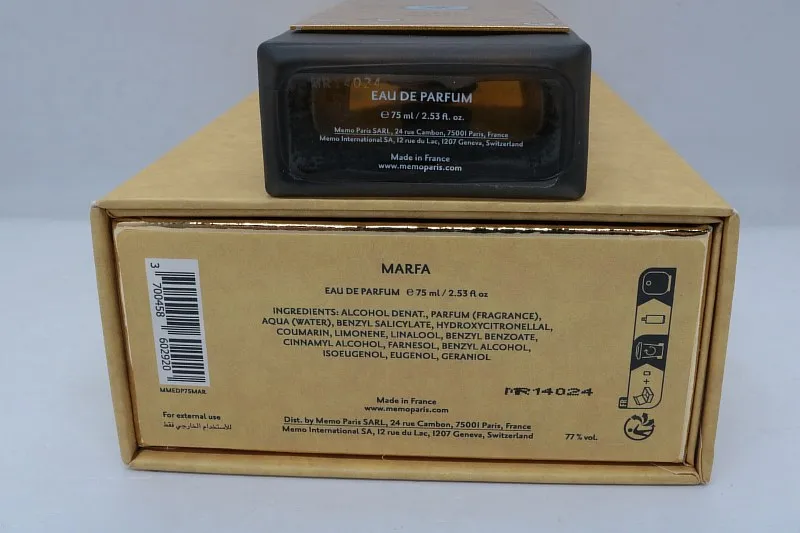 MR14024
EAU DE PARFUM
℮ 75 ml / 2.53 fl. oz.
Memo Paris SARL, 24 rue Cambon, 75001 Paris, France
Memo International SA, 12 rue du Lac, 1207 Geneva, Switzerland
Made in France
www.memoparis.com
MARFA
EAU DE PARFUM ℮ 75 ml / 2.53 fl oz
INGREDIENTS: ALCOHOL DENAT., PARFUM (FRAGRANCE),
AQUA (WATER), BENZYL SALICYLATE, HYDROXYCITRONELLAL,
COUMARIN, LIMONENE, LINALOOL, BENZYL BENZOATE,
CINNAMYL ALCOHOL, FARNESOL, BENZYL ALCOHOL,
ISOEUGENOL, EUGENOL, GERANIOL
3 700458 602920
MMEDP75MAR
MR14024
FR
For external use
للاستخدام الخارجي فقط
Made in France
www.memoparis.com
Dist. by Memo Paris SARL, 24 rue Cambon, 75001 Paris, France
Memo International SA, 12 rue du Lac, 1207 Geneva, Switzerland
77% vol.